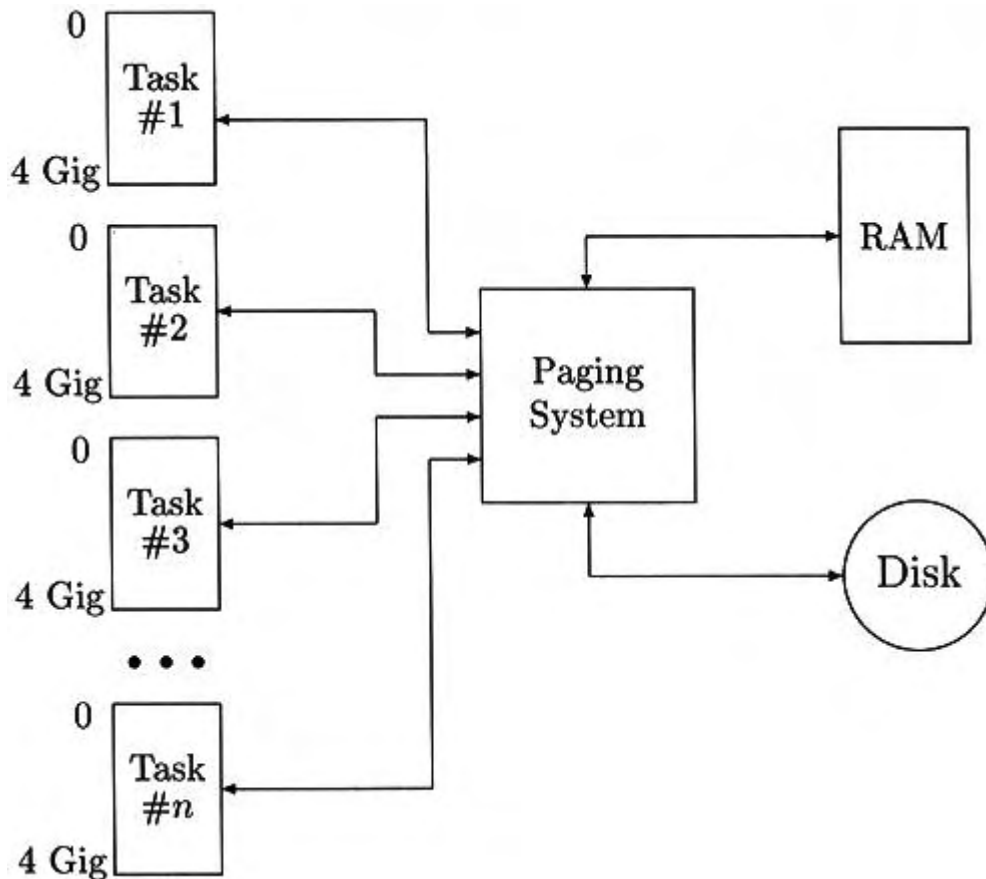 0
Task
#1
4 Gig
0
Task
#2
4 Gig
0
Task
#3
4 Gig
0
Task
#n
4 Gig
Paging
System
RAM
Disk